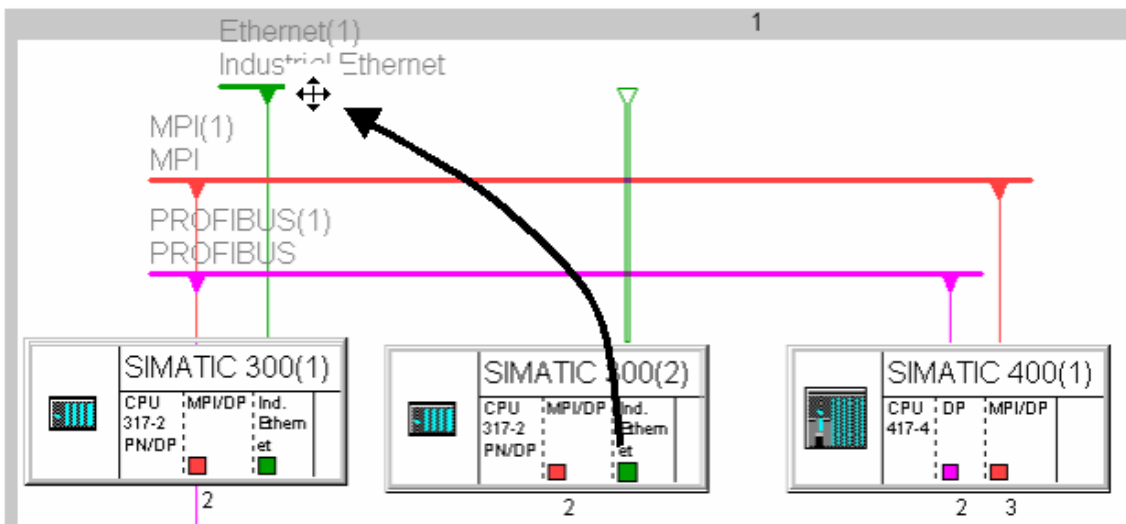 1
Ethernet(1)
Industrial Ethernet
MPI(1)
MPI
PROFIBUS(1)
PROFIBUS
SIMATIC 300(1)
CPU 317-2 PN/DP
MPI/DP
Ind. Ethern et
2
SIMATIC 300(2)
CPU 317-2 PN/DP
MPI/DP
Ind. Ethern et
2
SIMATIC 400(1)
CPU 417-4
DP
MPI/DP
2
3